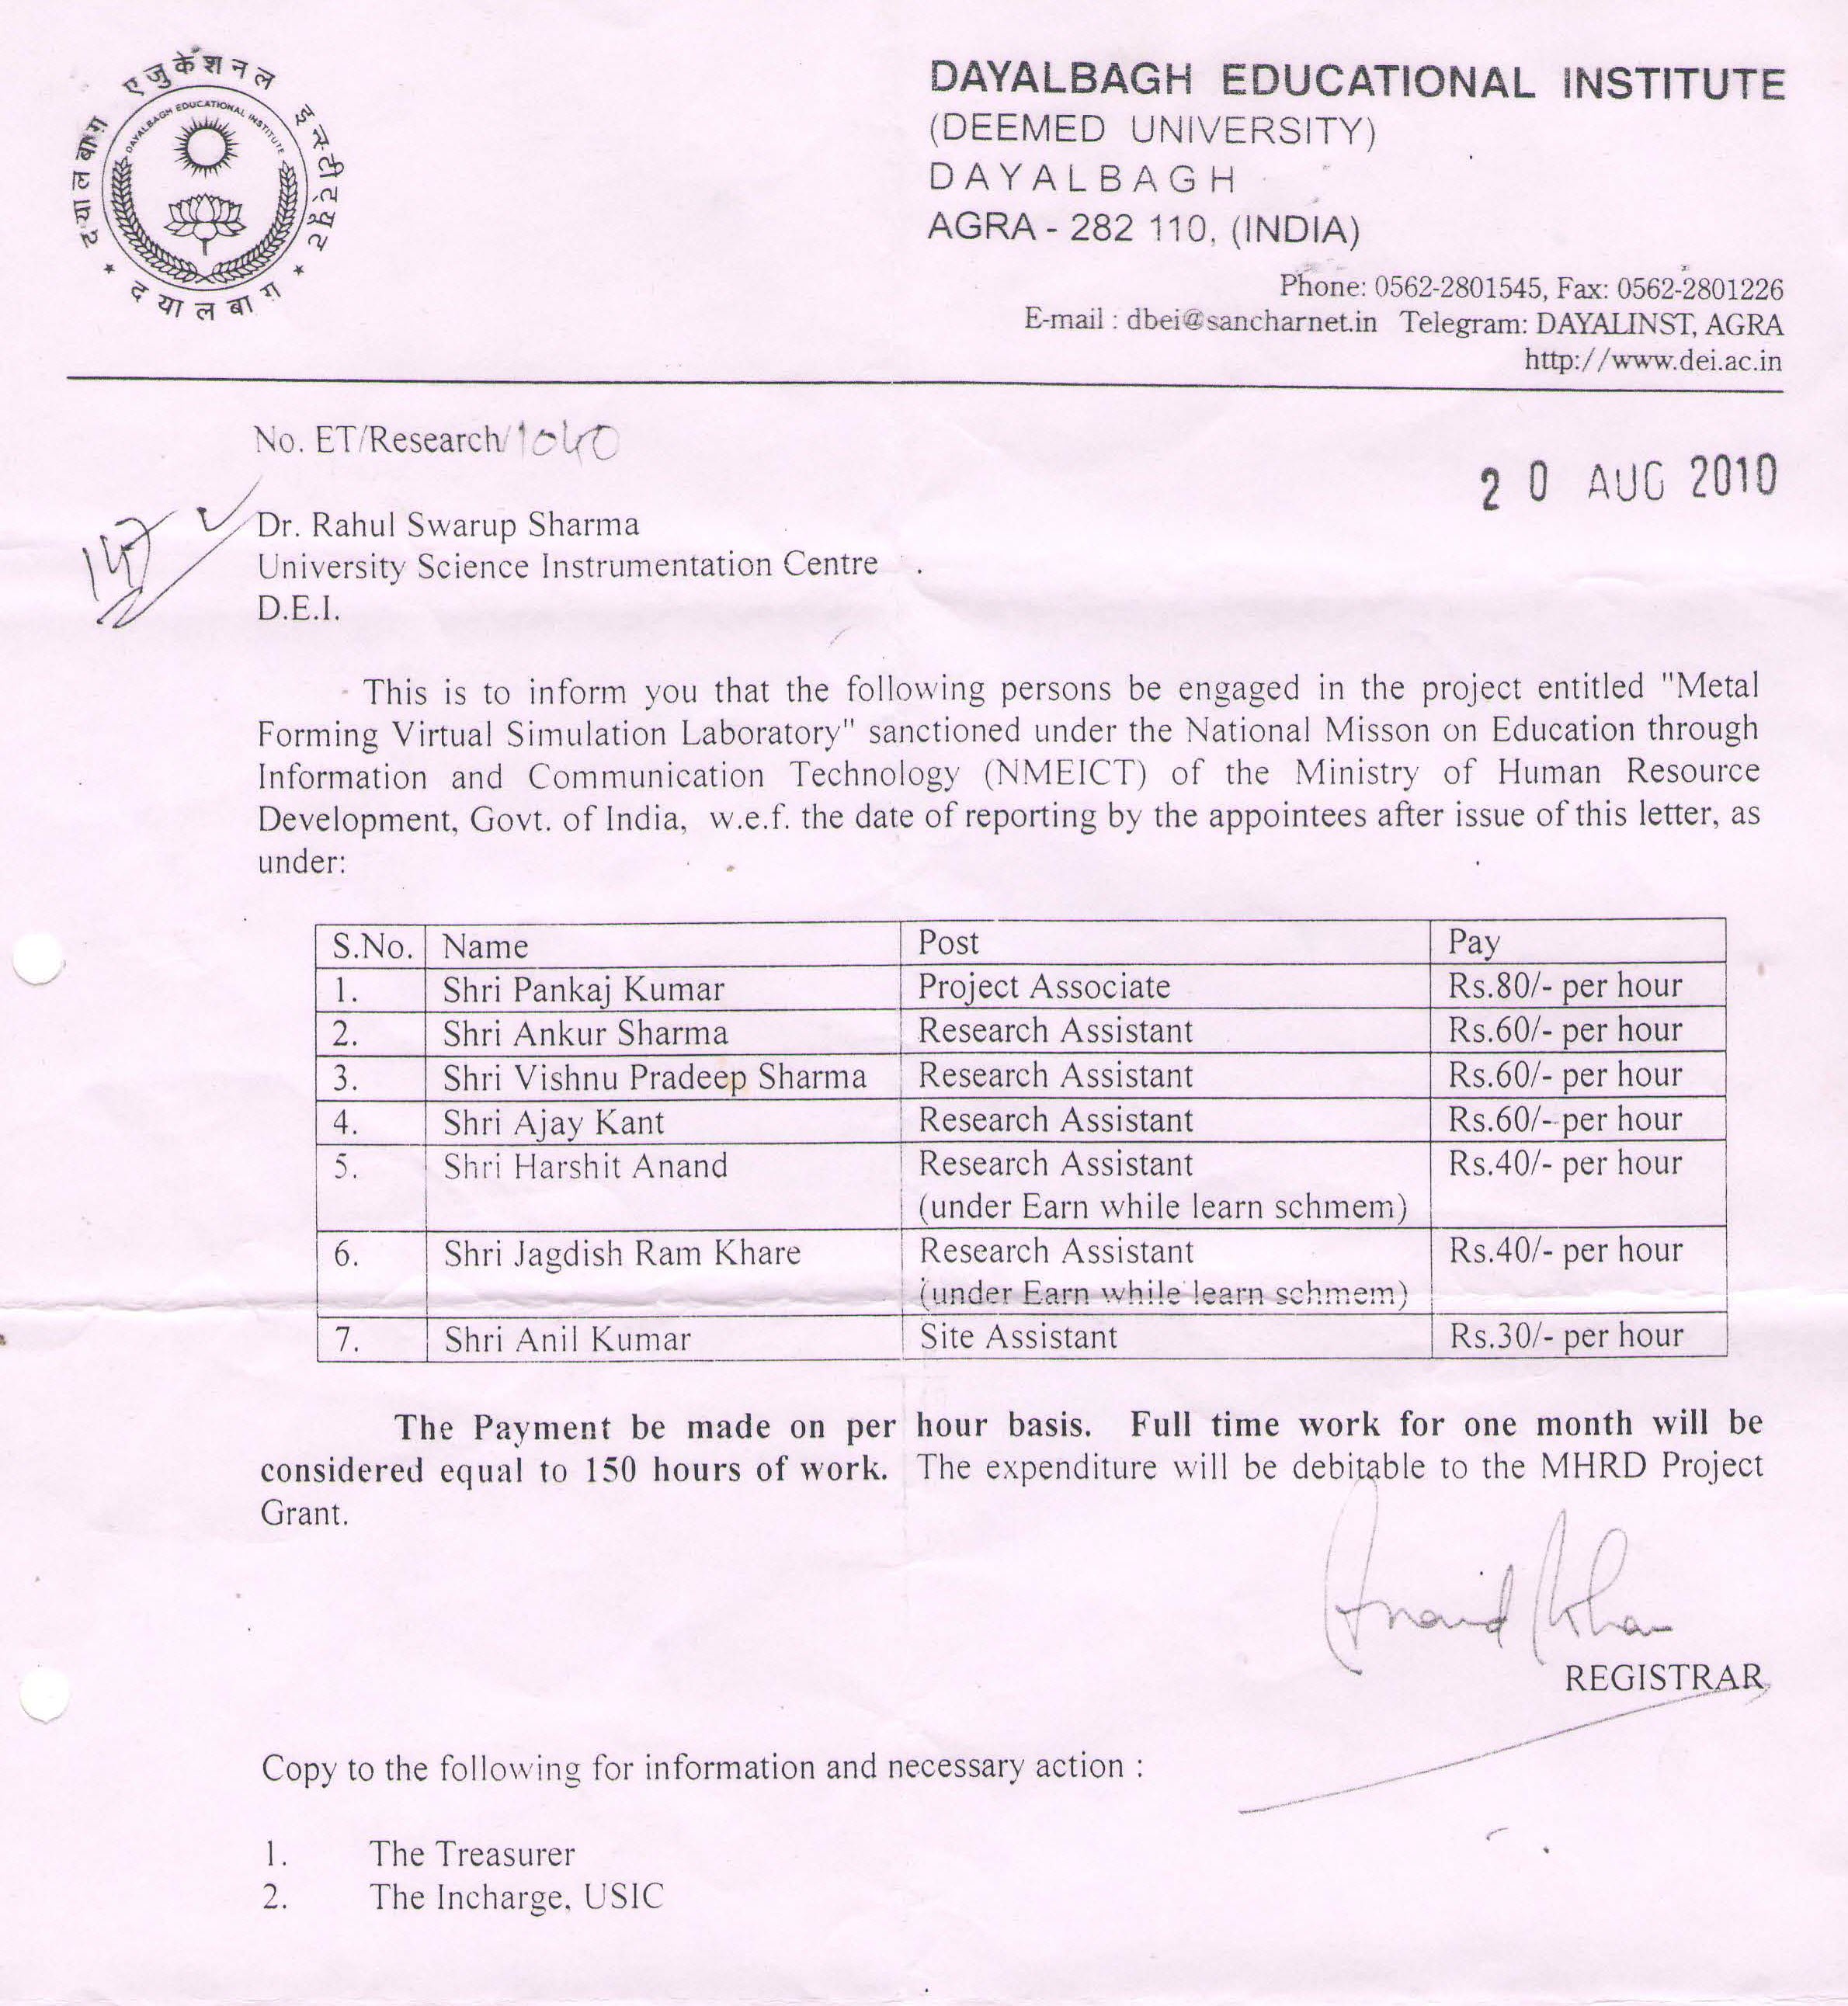 दयालबाग़ एजुकेशनल इन्स्टीट्यूट
DAYALBAGH EDUCATIONAL INSTITUTE
दयालबाग़
DAYALBAGH EDUCATIONAL INSTITUTE
(DEEMED UNIVERSITY)
DAYALBAGH
AGRA - 282 110, (INDIA)
Phone: 0562-2801545, Fax: 0562-2801226
E-mail : dbei@sancharnet.in Telegram: DAYALINST, AGRA
http://www.dei.ac.in
No. ET/Research/1040
20 AUG 2010
147
Dr. Rahul Swarup Sharma
University Science Instrumentation Centre
D.E.I.
This is to inform you that the following persons be engaged in the project entitled "Metal
Forming Virtual Simulation Laboratory" sanctioned under the National Misson on Education through
Information and Communication Technology (NMEICT) of the Ministry of Human Resource
Development, Govt. of India, w.e.f. the date of reporting by the appointees after issue of this letter, as
under:
S.No. Name Post Pay
1. Shri Pankaj Kumar Project Associate Rs.80/- per hour
2. Shri Ankur Sharma Research Assistant Rs.60/- per hour
3. Shri Vishnu Pradeep Sharma Research Assistant Rs.60/- per hour
4. Shri Ajay Kant Research Assistant Rs.60/- per hour
5. Shri Harshit Anand Research Assistant Rs.40/- per hour
(under Earn while learn schmem)
6. Shri Jagdish Ram Khare Research Assistant Rs.40/- per hour
(under Earn while learn schmem)
7. Shri Anil Kumar Site Assistant Rs.30/- per hour
The Payment be made on per hour basis. Full time work for one month will be
considered equal to 150 hours of work. The expenditure will be debitable to the MHRD Project
Grant.
REGISTRAR
Copy to the following for information and necessary action :
1. The Treasurer
2. The Incharge, USIC